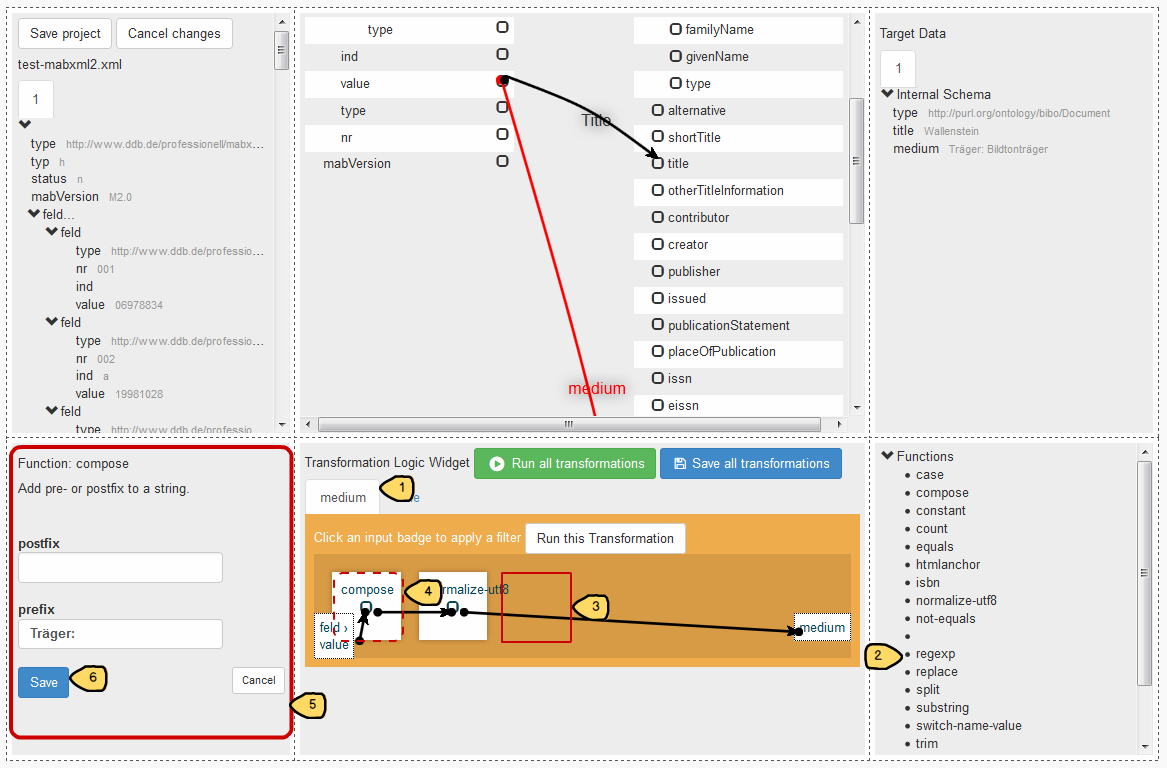 Save project
Cancel changes
test-mabxml2.xml
1
type http://www.ddb.de/professionell/mabx...
typ h
status n
mabVersion M2.0
feld...
feld
type http://www.ddb.de/professio...
nr 001
ind
value 06978834
feld
type http://www.ddb.de/professio...
nr 002
ind a
value 19981028
feld
type http://www.ddb.de/professio
type
ind
value
type
nr
mabVersion
Title
medium
familyName
givenName
type
alternative
shortTitle
title
otherTitleInformation
contributor
creator
publisher
issued
publicationStatement
placeOfPublication
issn
eissn
Target Data
1
Internal Schema
type http://purl.org/ontology/bibo/Document
title Wallenstein
medium Träger: Bildtonträger
Function: compose
Add pre- or postfix to a string.
postfix
prefix
Träger:
Save
6
Cancel
5
Transformation Logic Widget
Run all transformations
Save all transformations
medium
1
e
Click an input badge to apply a filter
Run this Transformation
compose
4
rmalize-utf8
3
feld ›
value
medium
Functions
case
compose
constant
count
equals
htmlanchor
isbn
normalize-utf8
not-equals
2
regexp
replace
split
substring
switch-name-value
trim